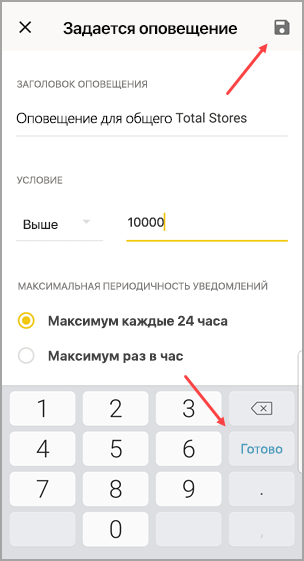 Задается оповещение
ЗАГОЛОВОК ОПОВЕЩЕНИЯ
Оповещение для общего Total Stores
УСЛОВИЕ
Выше 10000
МАКСИМАЛЬНАЯ ПЕРИОДИЧНОСТЬ УВЕДОМЛЕНИЙ
Максимум каждые 24 часа
Максимум раз в час
1 2 3
4 5 6 Готово
7 8 9 .
0 ,